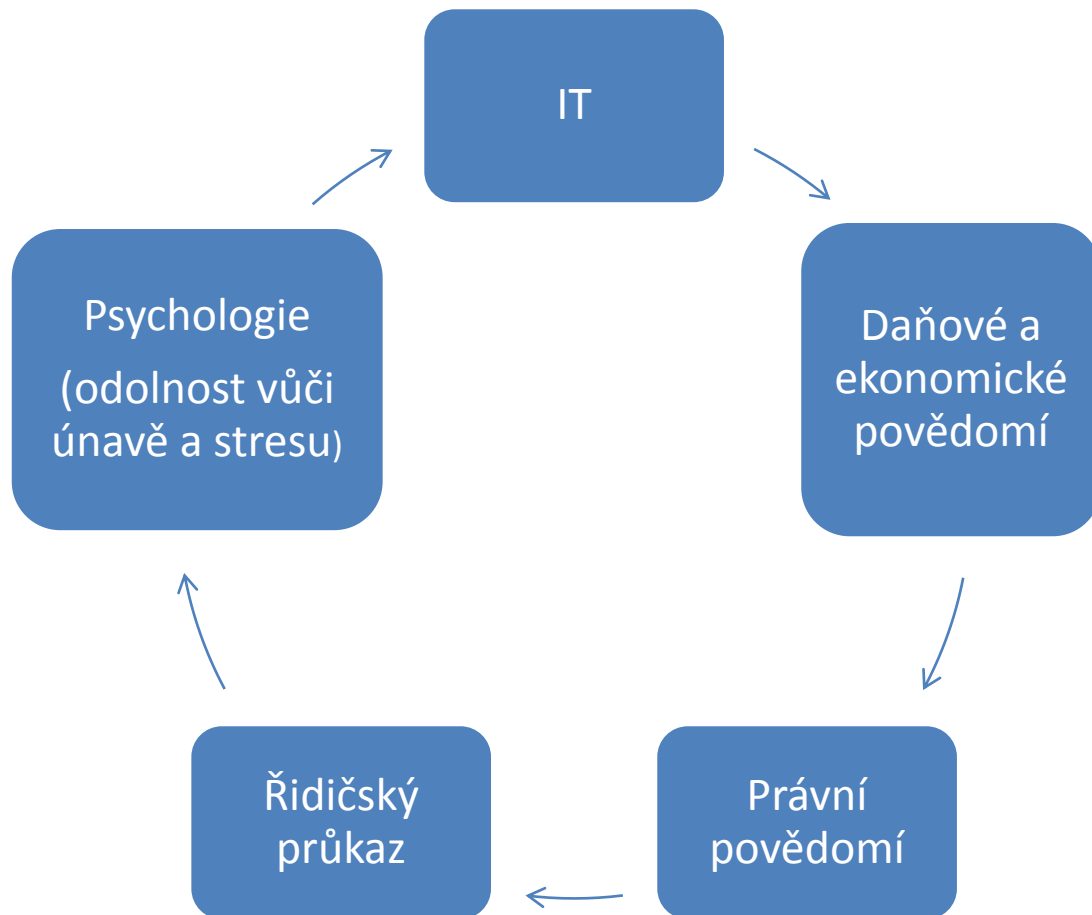 IT
Daňové a
ekonomické
povědomí
Právní
povědomí
Řidičský
průkaz
Psychologie
(odolnost vůči
únavě a stresu)